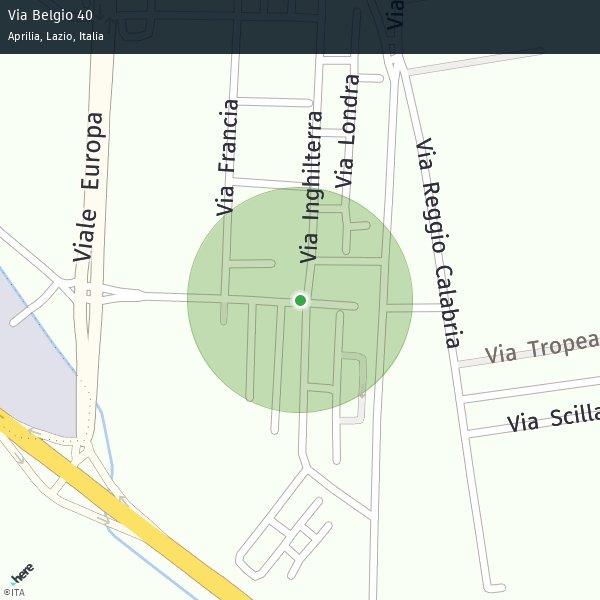 Via Belgio 40
Aprilia, Lazio, Italia
Via
Viale Europa
Via Francia
Via Inghilterra
Via Londra
Via Reggio Calabria
Via Tropea
Via Scilla
here
©ITA